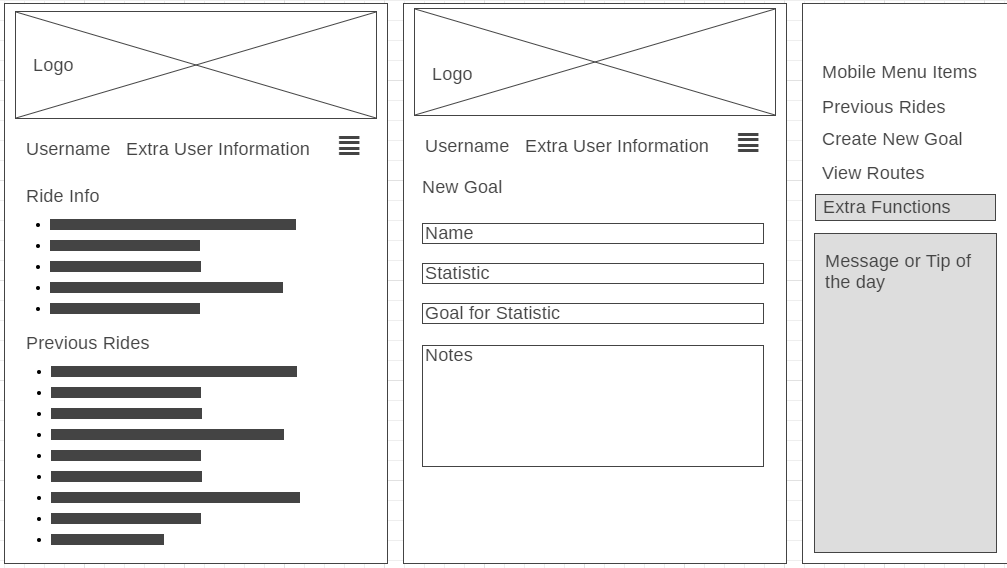 Logo
Username Extra User Information
Ride Info
Previous Rides
Logo
Username Extra User Information
New Goal
Name
Statistic
Goal for Statistic
Notes
Mobile Menu Items
Previous Rides
Create New Goal
View Routes
Extra Functions
Message or Tip of
the day